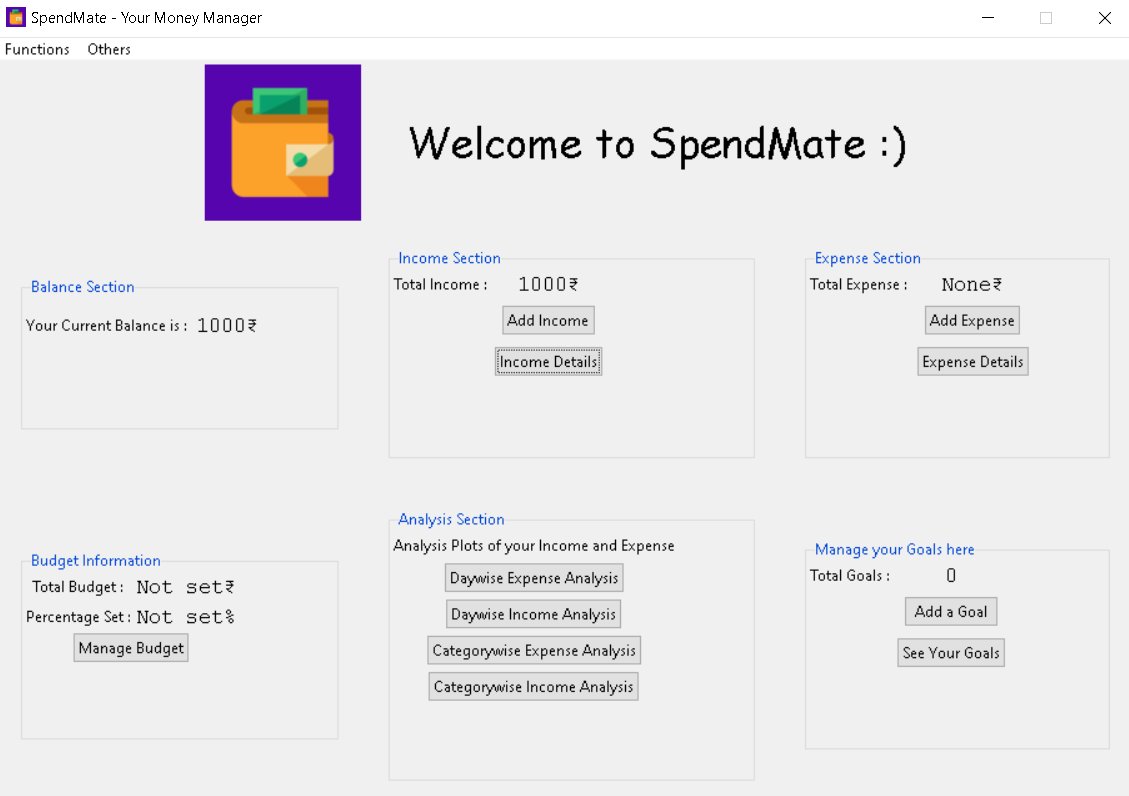 SpendMate - Your Money Manager
Functions Others
Welcome to SpendMate :)
Balance Section
Your Current Balance is : 1000₹
Income Section
Total Income : 1000₹
Add Income
Income Details
Expense Section
Total Expense : None₹
Add Expense
Expense Details
Budget Information
Total Budget : Not set₹
Percentage Set : Not set%
Manage Budget
Analysis Section
Analysis Plots of your Income and Expense
Daywise Expense Analysis
Daywise Income Analysis
Categorywise Expense Analysis
Categorywise Income Analysis
Manage your Goals here
Total Goals : 0
Add a Goal
See Your Goals